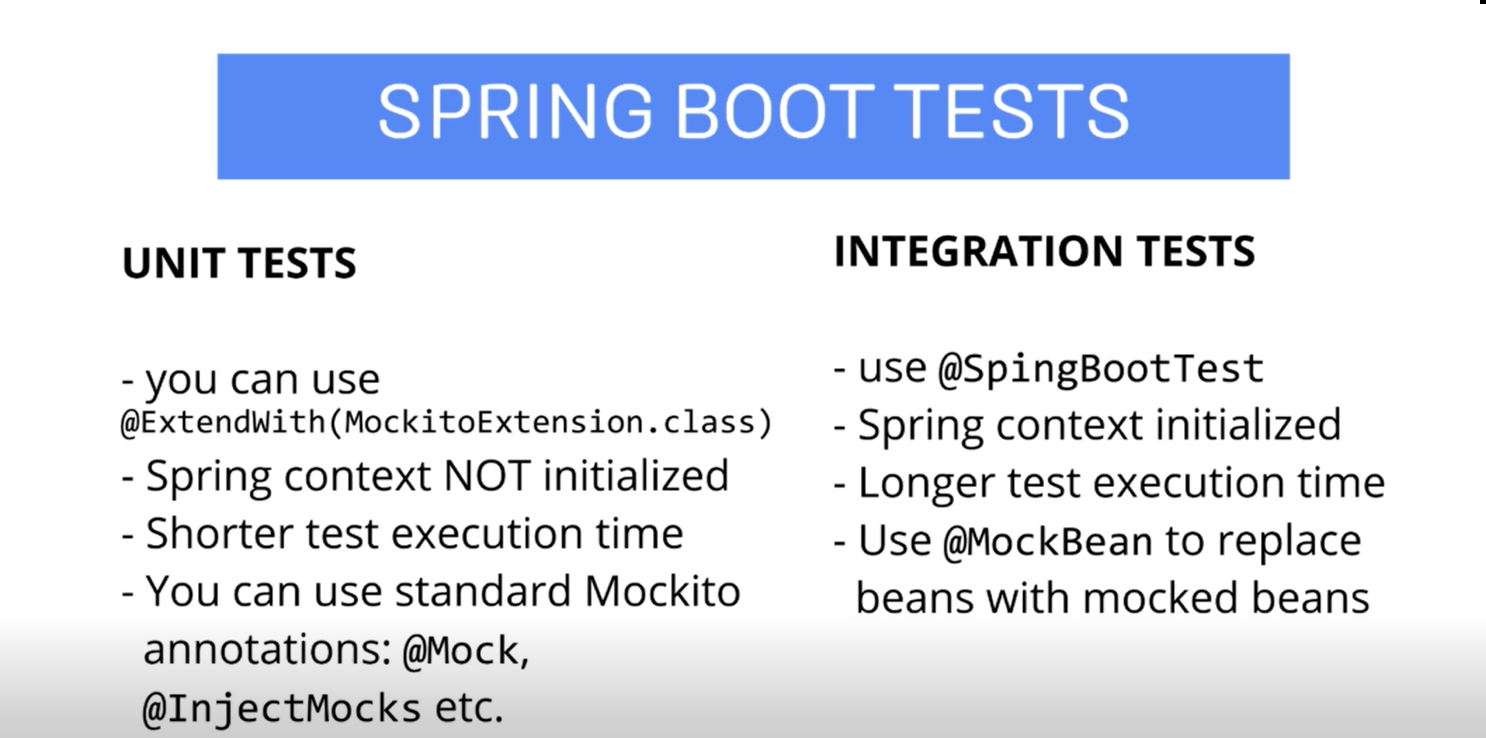 SPRING BOOT TESTS
UNIT TESTS
- you can use
@ExtendWith(MockitoExtension.class)
- Spring context NOT initialized
- Shorter test execution time
- You can use standard Mockito
annotations: @Mock,
@InjectMocks etc.
INTEGRATION TESTS
- use @SpingBootTest
- Spring context initialized
- Longer test execution time
- Use @MockBean to replace
beans with mocked beans